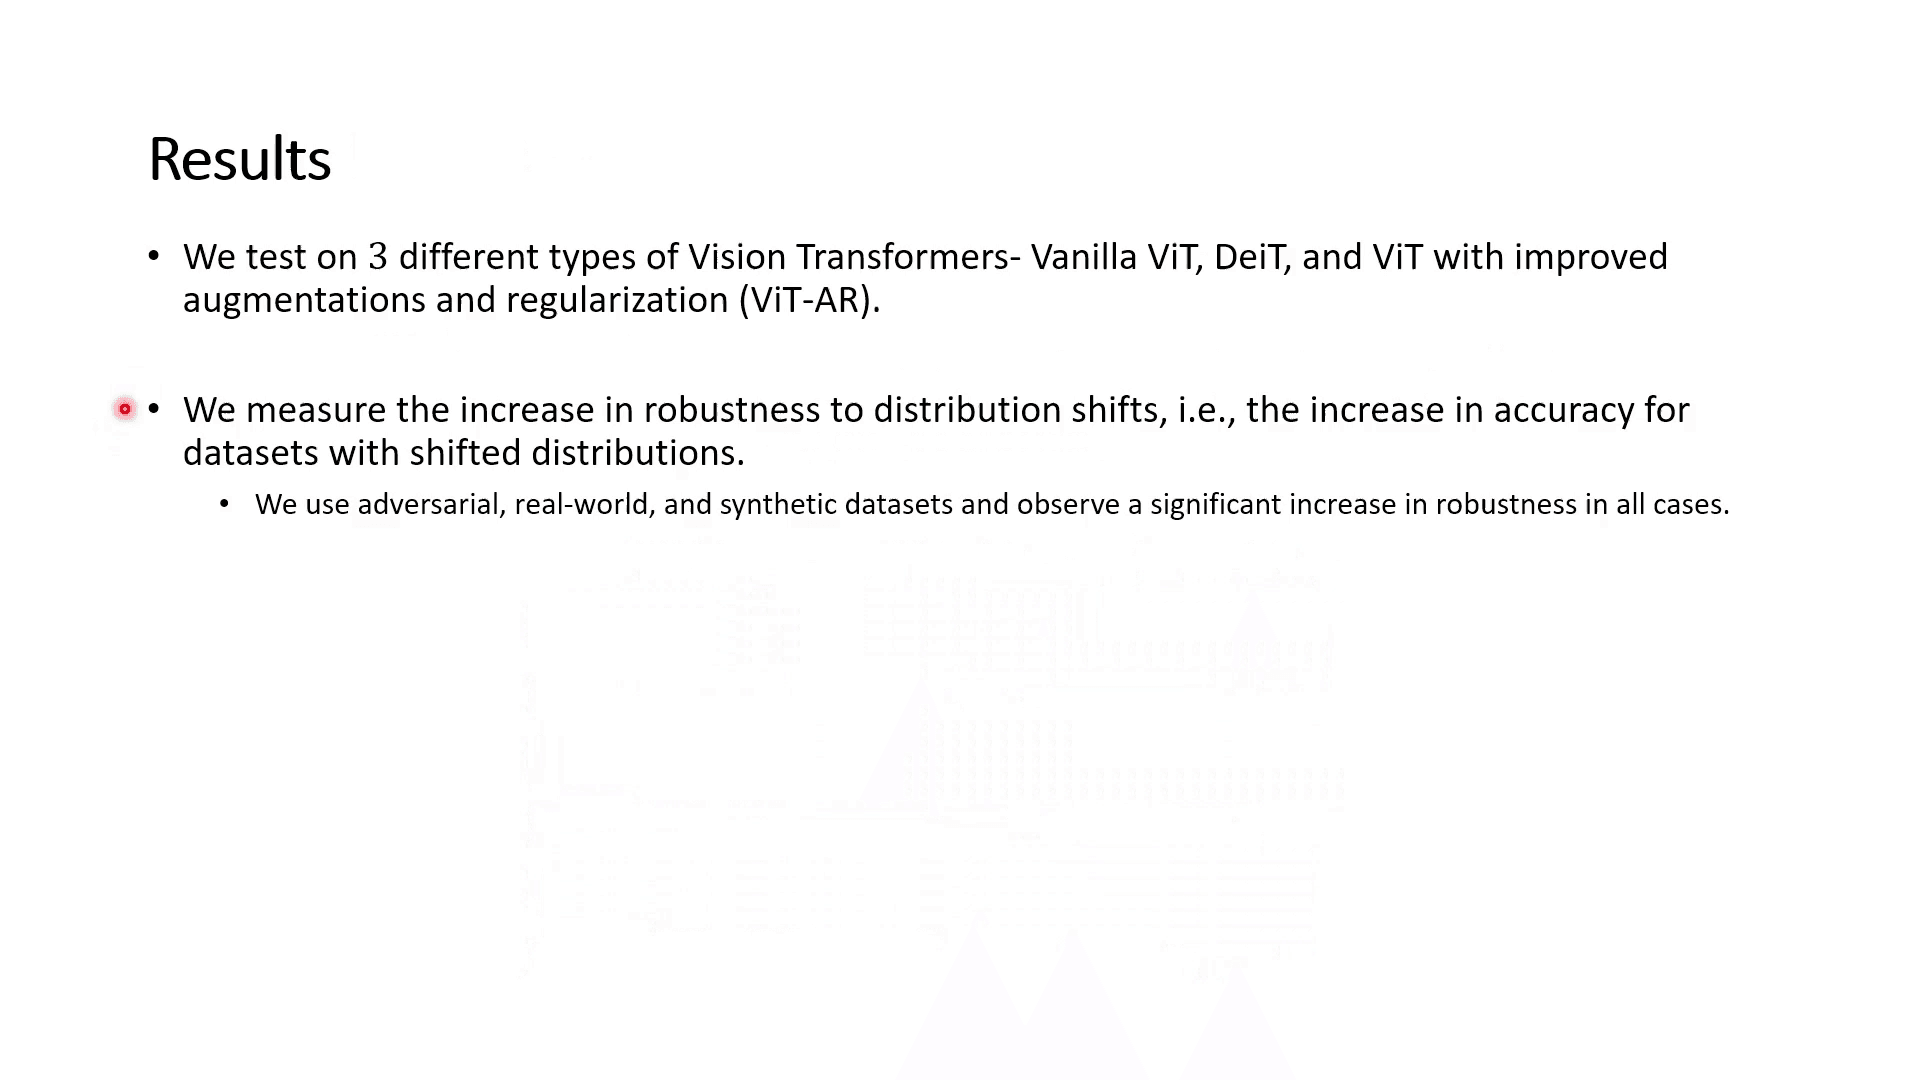 Results
• We test on 3 different types of Vision Transformers- Vanilla ViT, DeiT, and ViT with improved
augmentations and regularization (ViT-AR).
• We measure the increase in robustness to distribution shifts, i.e., the increase in accuracy for
datasets with shifted distributions.
• We use adversarial, real-world, and synthetic datasets and observe a significant increase in robustness in all cases.